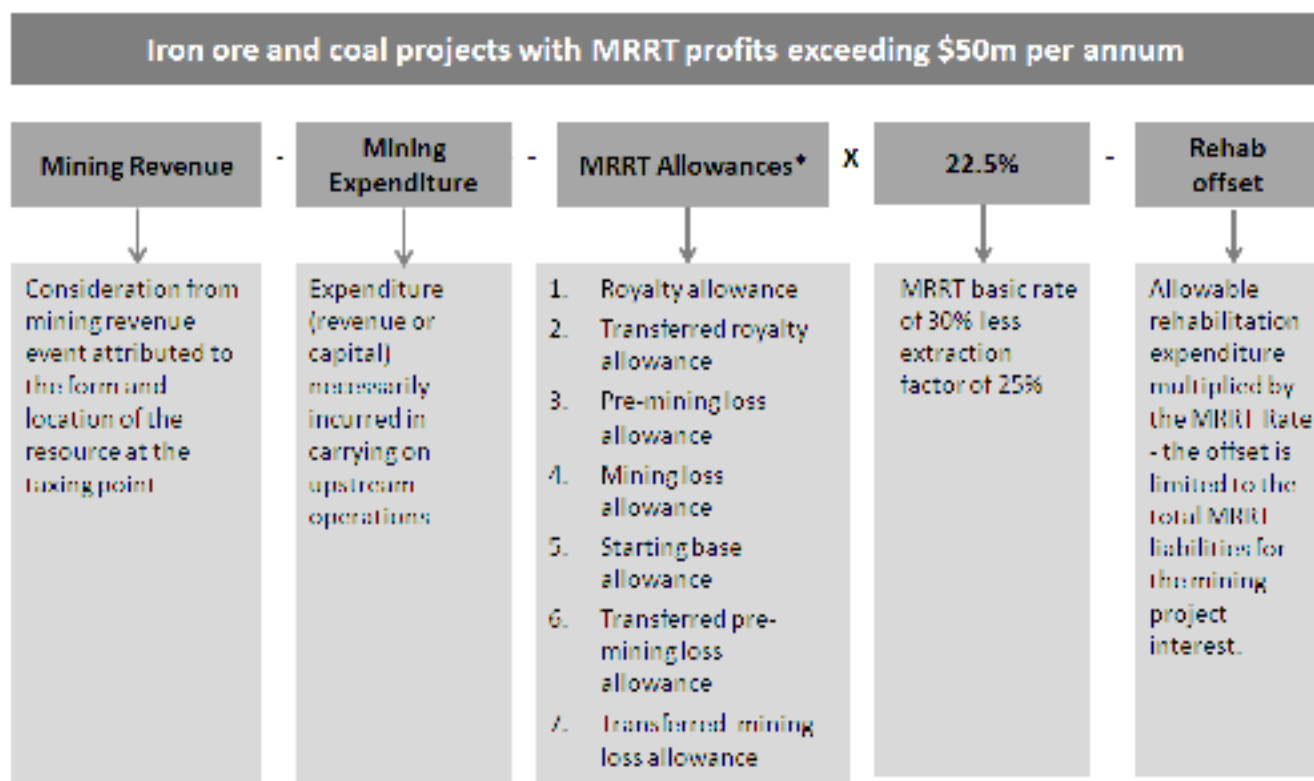 Iron ore and coal projects with MRRT profits exceeding $50m per annum
Mining Revenue
-
Mining
Expenditure
-
MRRT Allowances*
X
22.5%
-
Rehab
offset
Consideration from
mining revenue
event attributed to
the form and
location of the
resource at the
taxing point
Expenditure
(revenue or
capital)
necessarily
incurred in
carrying on
upstream
operations
1. Royalty allowance
2. Transferred royalty
allowance
3. Pre-mining loss
allowance
4. Mining loss
allowance
5. Starting base
allowance
6. Transferred pre-
mining loss
allowance
7. Transferred mining
loss allowance
MRRT basic rate
of 30% less
extraction
factor of 25%
Allowable
rehabilitation
expenditure
multiplied by
the MRRT Rate
- the offset is
limited to the
total MRRT
liabilities for
the mining
project
interest.